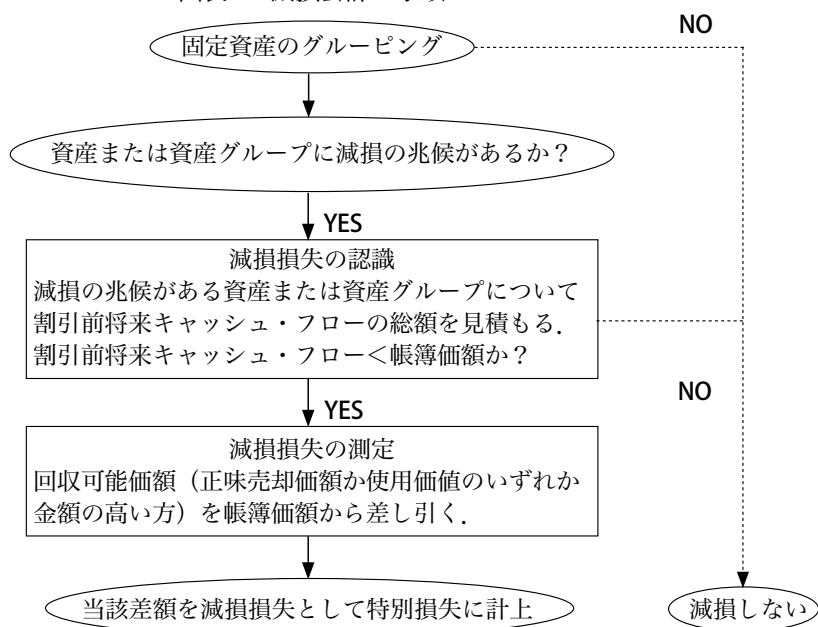 固定資産のグルーピング
NO
資産または資産グループに減損の兆候があるか？
YES
減損損失の認識
減損の兆候がある資産または資産グループについて
割引前将来キャッシュ・フローの総額を見積もる．
割引前将来キャッシュ・フロー＜帳簿価額か？
NO
YES
減損損失の測定
回収可能価額（正味売却価額か使用価値のいずれか
金額の高い方）を帳簿価額から差し引く．
当該差額を減損損失として特別損失に計上
減損しない